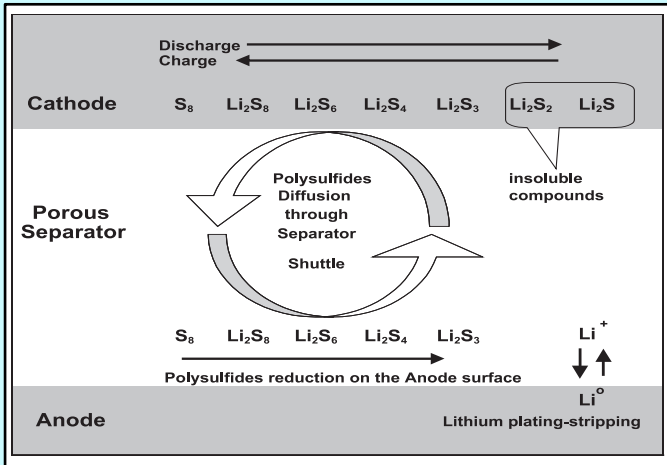 Discharge
Charge
Cathode S₈ Li₂S₈ Li₂S₆ Li₂S₄ Li₂S₃ Li₂S₂ Li₂S
insoluble
compounds
Polysulfides
Diffusion
through
Separator
Shuttle
Porous
Separator
S₈ Li₂S₈ Li₂S₆ Li₂S₄ Li₂S₃ Li⁺
Polysulfides reduction on the Anode surface
Li⁰
Anode
Lithium plating-stripping